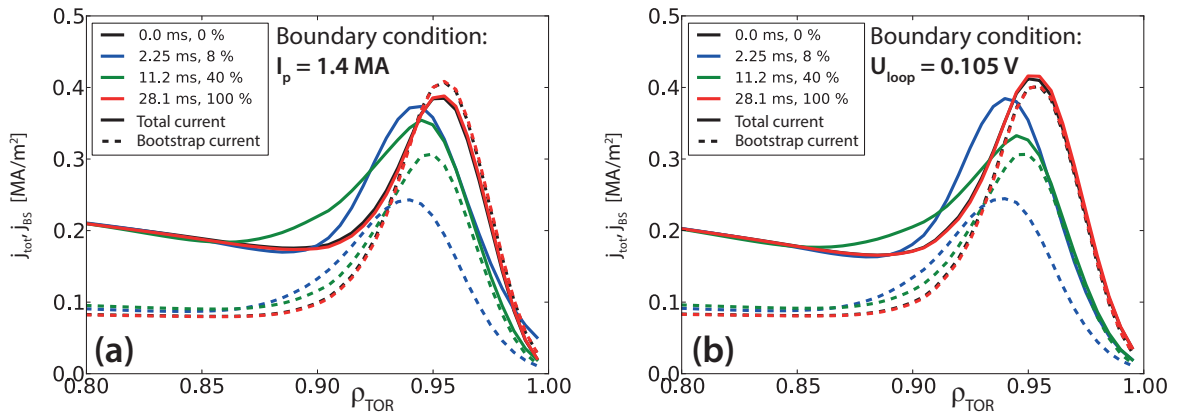 0.5
0.4
0.3
0.2
0.1
0.0
j_tot, j_BS [MA/m²]
0.0 ms, 0 %
2.25 ms, 8 %
11.2 ms, 40 %
28.1 ms, 100 %
Total current
Bootstrap current
Boundary condition:
I_p = 1.4 MA
(a)
0.80 0.85 0.90 0.95 1.00
ρ_TOR
0.5
0.4
0.3
0.2
0.1
0.0
j_tot, j_BS [MA/m²]
0.0 ms, 0 %
2.25 ms, 8 %
11.2 ms, 40 %
28.1 ms, 100 %
Total current
Bootstrap current
Boundary condition:
U_loop = 0.105 V
(b)
0.80 0.85 0.90 0.95 1.00
ρ_TOR